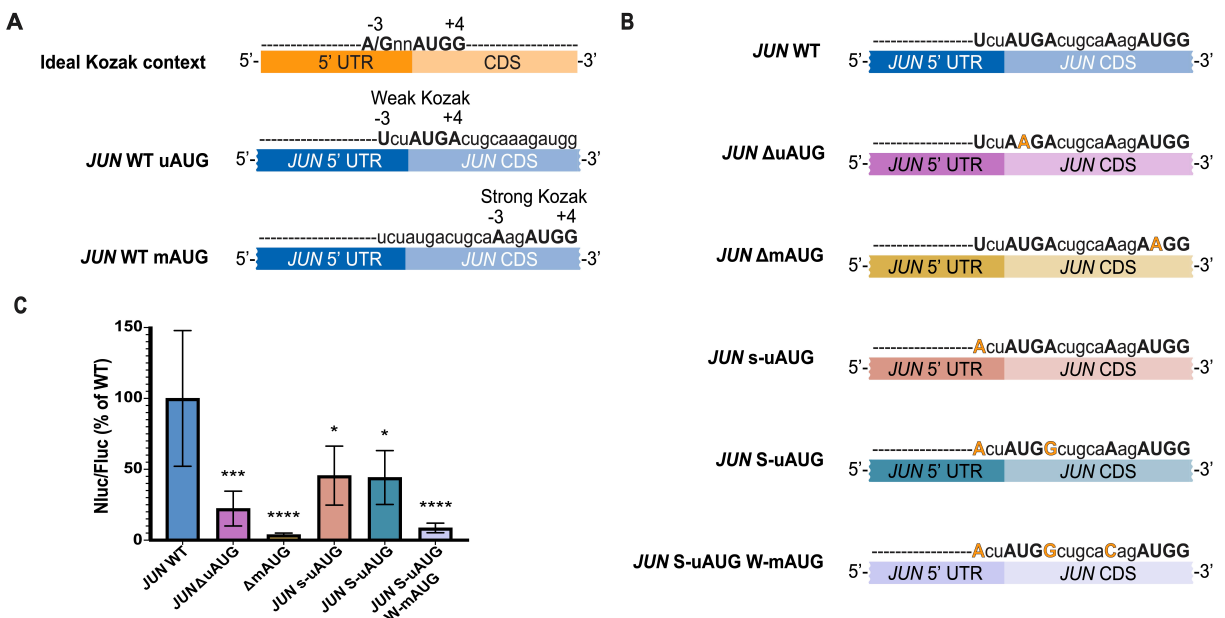 A
-3 +4
------------------A/GnnAUGG--------------------
Ideal Kozak context 5'- 5' UTR CDS -3'
Weak Kozak
-3 +4
------------------UcuAUGActgcaaagaugg
JUN WT uAUG 5'- JUN 5' UTR JUN CDS -3'
Strong Kozak
-3 +4
------------------ucuaugacugcaAagAUGG
JUN WT mAUG 5'- JUN 5' UTR JUN CDS -3'
B
------------------UcuAUGAcugcaAagAUGG
JUN WT 5'- JUN 5' UTR JUN CDS -3'
------------------UcuAAGAcugcaAagAUGG
JUN ΔuAUG 5'- JUN 5' UTR JUN CDS -3'
------------------UcuAUGAcugcaAagAAGG
JUN ΔmAUG 5'- JUN 5' UTR JUN CDS -3'
------------------AcuAUGAcugcaAagAUGG
JUN s-uAUG 5'- JUN 5' UTR JUN CDS -3'
------------------AcuAUGGcugcaAagAUGG
JUN S-uAUG 5'- JUN 5' UTR JUN CDS -3'
------------------AcuAUGGcugcaCagAUGG
JUN S-uAUG W-mAUG 5'- JUN 5' UTR JUN CDS -3'
C
Nluc/Fluc (% of WT)
150
100
50
0
***
****
*
*
****
JUN WT
JUN ΔuAUG
ΔmAUG
JUN s-uAUG
JUN S-uAUG
JUN S-uAUG
W-mAUG